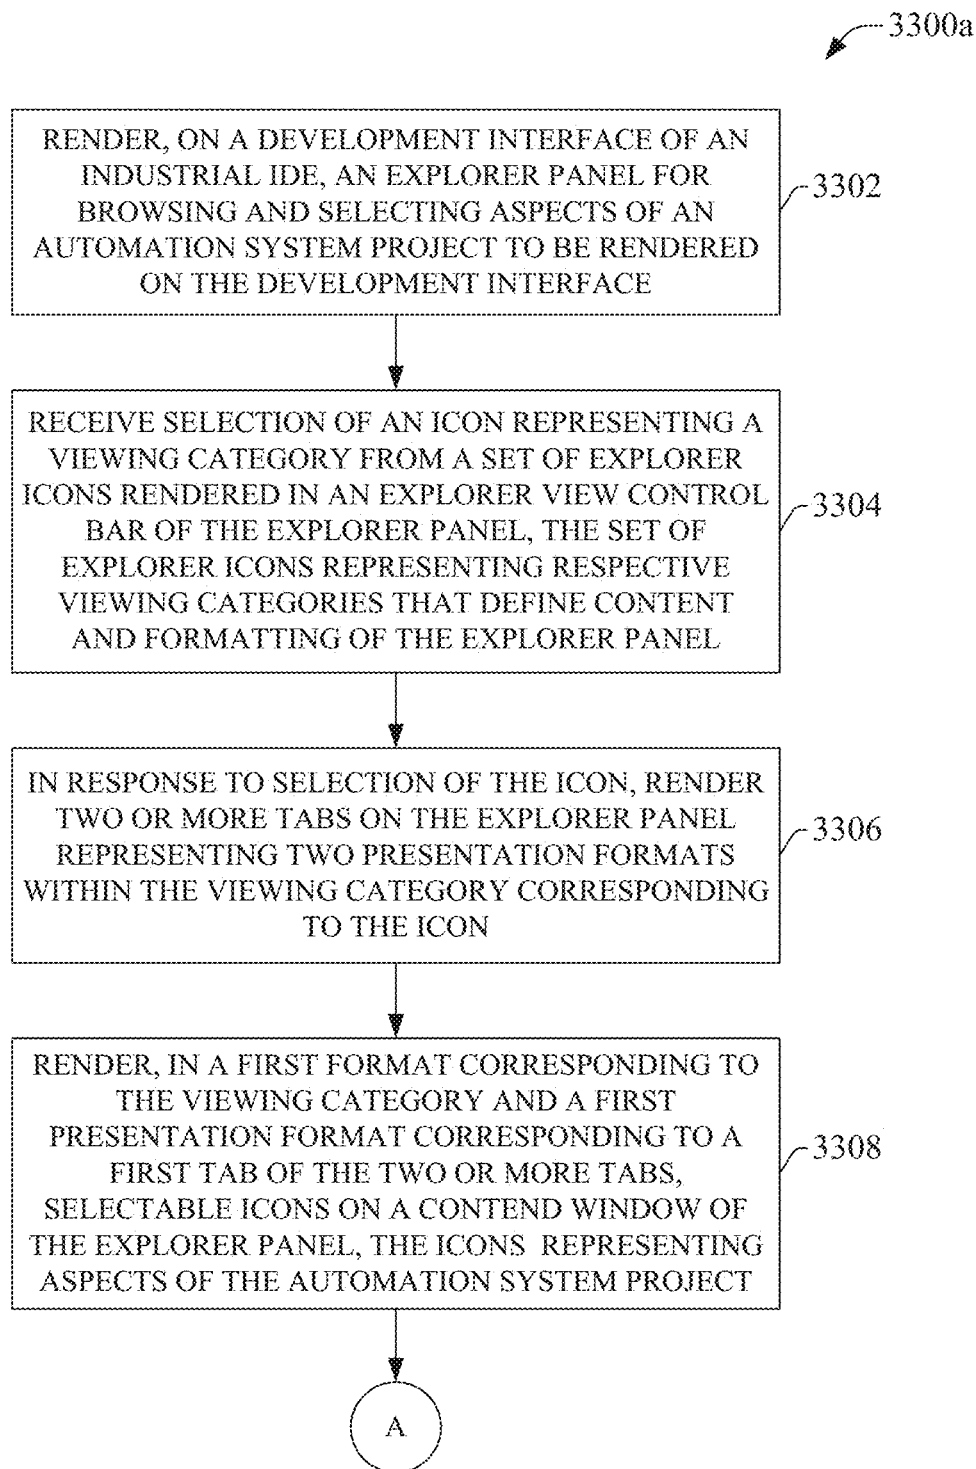 3300a
RENDER, ON A DEVELOPMENT INTERFACE OF AN
INDUSTRIAL IDE, AN EXPLORER PANEL FOR
BROWSING AND SELECTING ASPECTS OF AN
AUTOMATION SYSTEM PROJECT TO BE RENDERED
ON THE DEVELOPMENT INTERFACE
3302
RECEIVE SELECTION OF AN ICON REPRESENTING A
VIEWING CATEGORY FROM A SET OF EXPLORER
ICONS RENDERED IN AN EXPLORER VIEW CONTROL
BAR OF THE EXPLORER PANEL, THE SET OF
EXPLORER ICONS REPRESENTING RESPECTIVE
VIEWING CATEGORIES THAT DEFINE CONTENT
AND FORMATTING OF THE EXPLORER PANEL
3304
IN RESPONSE TO SELECTION OF THE ICON, RENDER
TWO OR MORE TABS ON THE EXPLORER PANEL
REPRESENTING TWO PRESENTATION FORMATS
WITHIN THE VIEWING CATEGORY CORRESPONDING
TO THE ICON
3306
RENDER, IN A FIRST FORMAT CORRESPONDING TO
THE VIEWING CATEGORY AND A FIRST
PRESENTATION FORMAT CORRESPONDING TO A
FIRST TAB OF THE TWO OR MORE TABS,
SELECTABLE ICONS ON A CONTEND WINDOW OF
THE EXPLORER PANEL, THE ICONS REPRESENTING
ASPECTS OF THE AUTOMATION SYSTEM PROJECT
3308
A